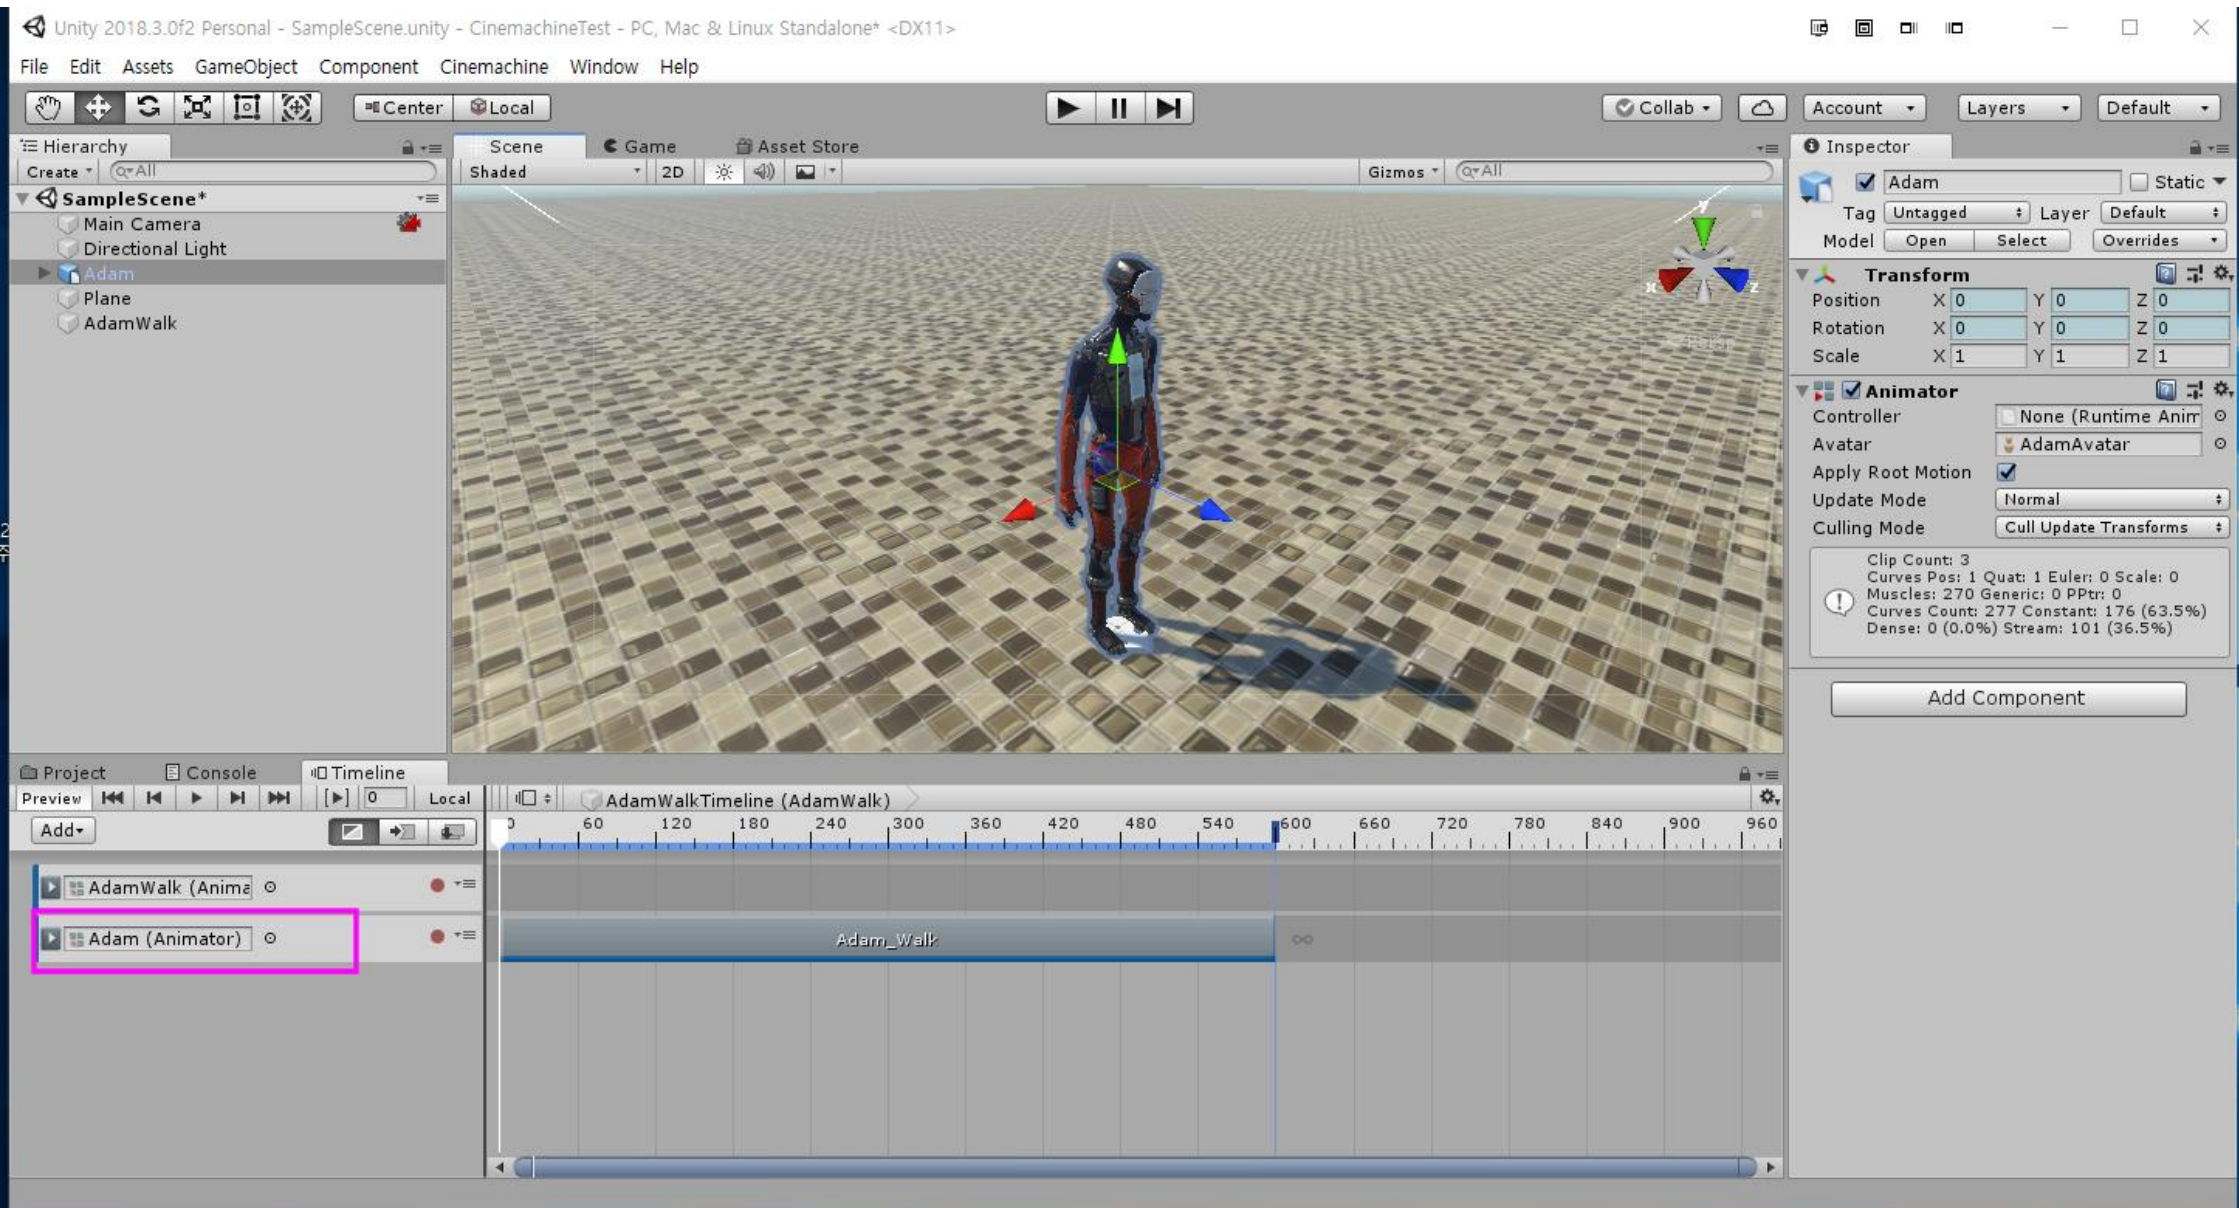 Unity 2018.3.0f2 Personal - SampleScene.unity - CinemachineTest - PC, Mac & Linux Standalone* <DX11>
File Edit Assets GameObject Component Cinemachine Window Help
Center Local Collab Account Layers Default
Hierarchy
Create All
SampleScene*
Main Camera
Directional Light
Adam
Plane
AdamWalk
Scene Game Asset Store
Shaded 2D Gizmos All
y
x z
Persp
Inspector
Adam Static
Tag Untagged Layer Default
Model Open Select Overrides
Transform
Position X 0 Y 0 Z 0
Rotation X 0 Y 0 Z 0
Scale X 1 Y 1 Z 1
Animator
Controller None (Runtime Anim
Avatar AdamAvatar
Apply Root Motion
Update Mode Normal
Culling Mode Cull Update Transforms
Clip Count: 3
Curves Pos: 1 Quat: 1 Euler: 0 Scale: 0
Muscles: 270 Generic: 0 PPtr: 0
Curves Count: 277 Constant: 176 (63.5%)
Dense: 0 (0.0%) Stream: 101 (36.5%)
Add Component
Project Console Timeline
Preview 0 Local AdamWalkTimeline (AdamWalk)
Add 0 60 120 180 240 300 360 420 480 540 600 660 720 780 840 900 960
AdamWalk (Anima
Adam (Animator) Adam_Walk